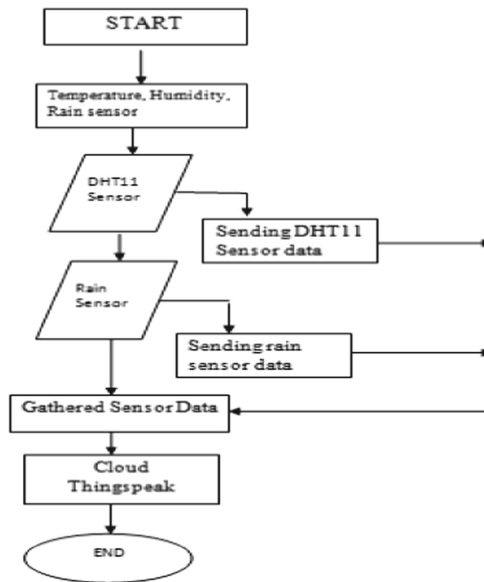 START
Temperature, Humidity,
Rain sensor
DHT11
Sensor
Sending DHT11
Sensor data
Rain
Sensor
Sending rain
sensor data
Gathered Sensor Data
Cloud
Thingspeak
END